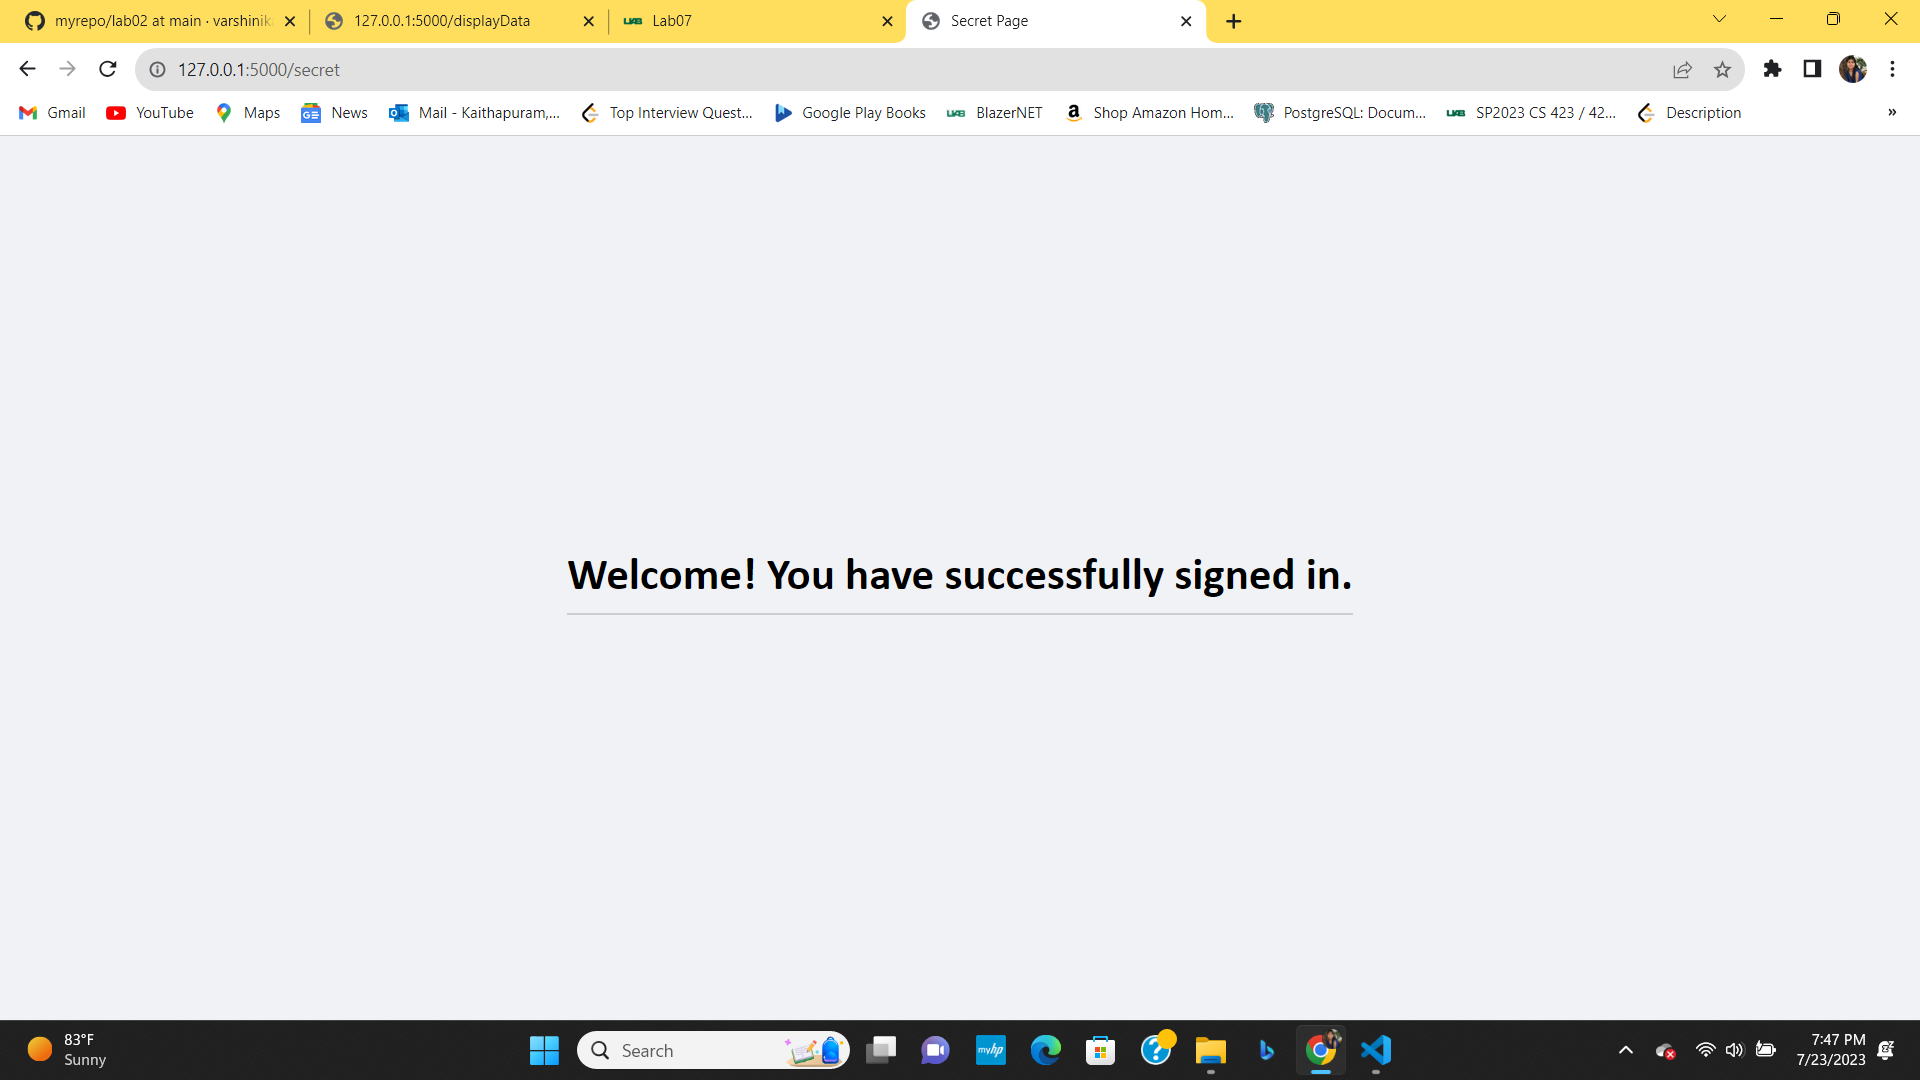 myrepo/lab02 at main · varshinik
127.0.0.1:5000/displayData
Lab07
Secret Page
127.0.0.1:5000/secret
Gmail
YouTube
Maps
News
Mail - Kaithapuram,...
Top Interview Quest...
Google Play Books
BlazerNET
Shop Amazon Hom...
PostgreSQL: Docum...
SP2023 CS 423 / 42...
Description
»
Welcome! You have successfully signed in.
83°F
Sunny
Search
myhp
7:47 PM
7/23/2023